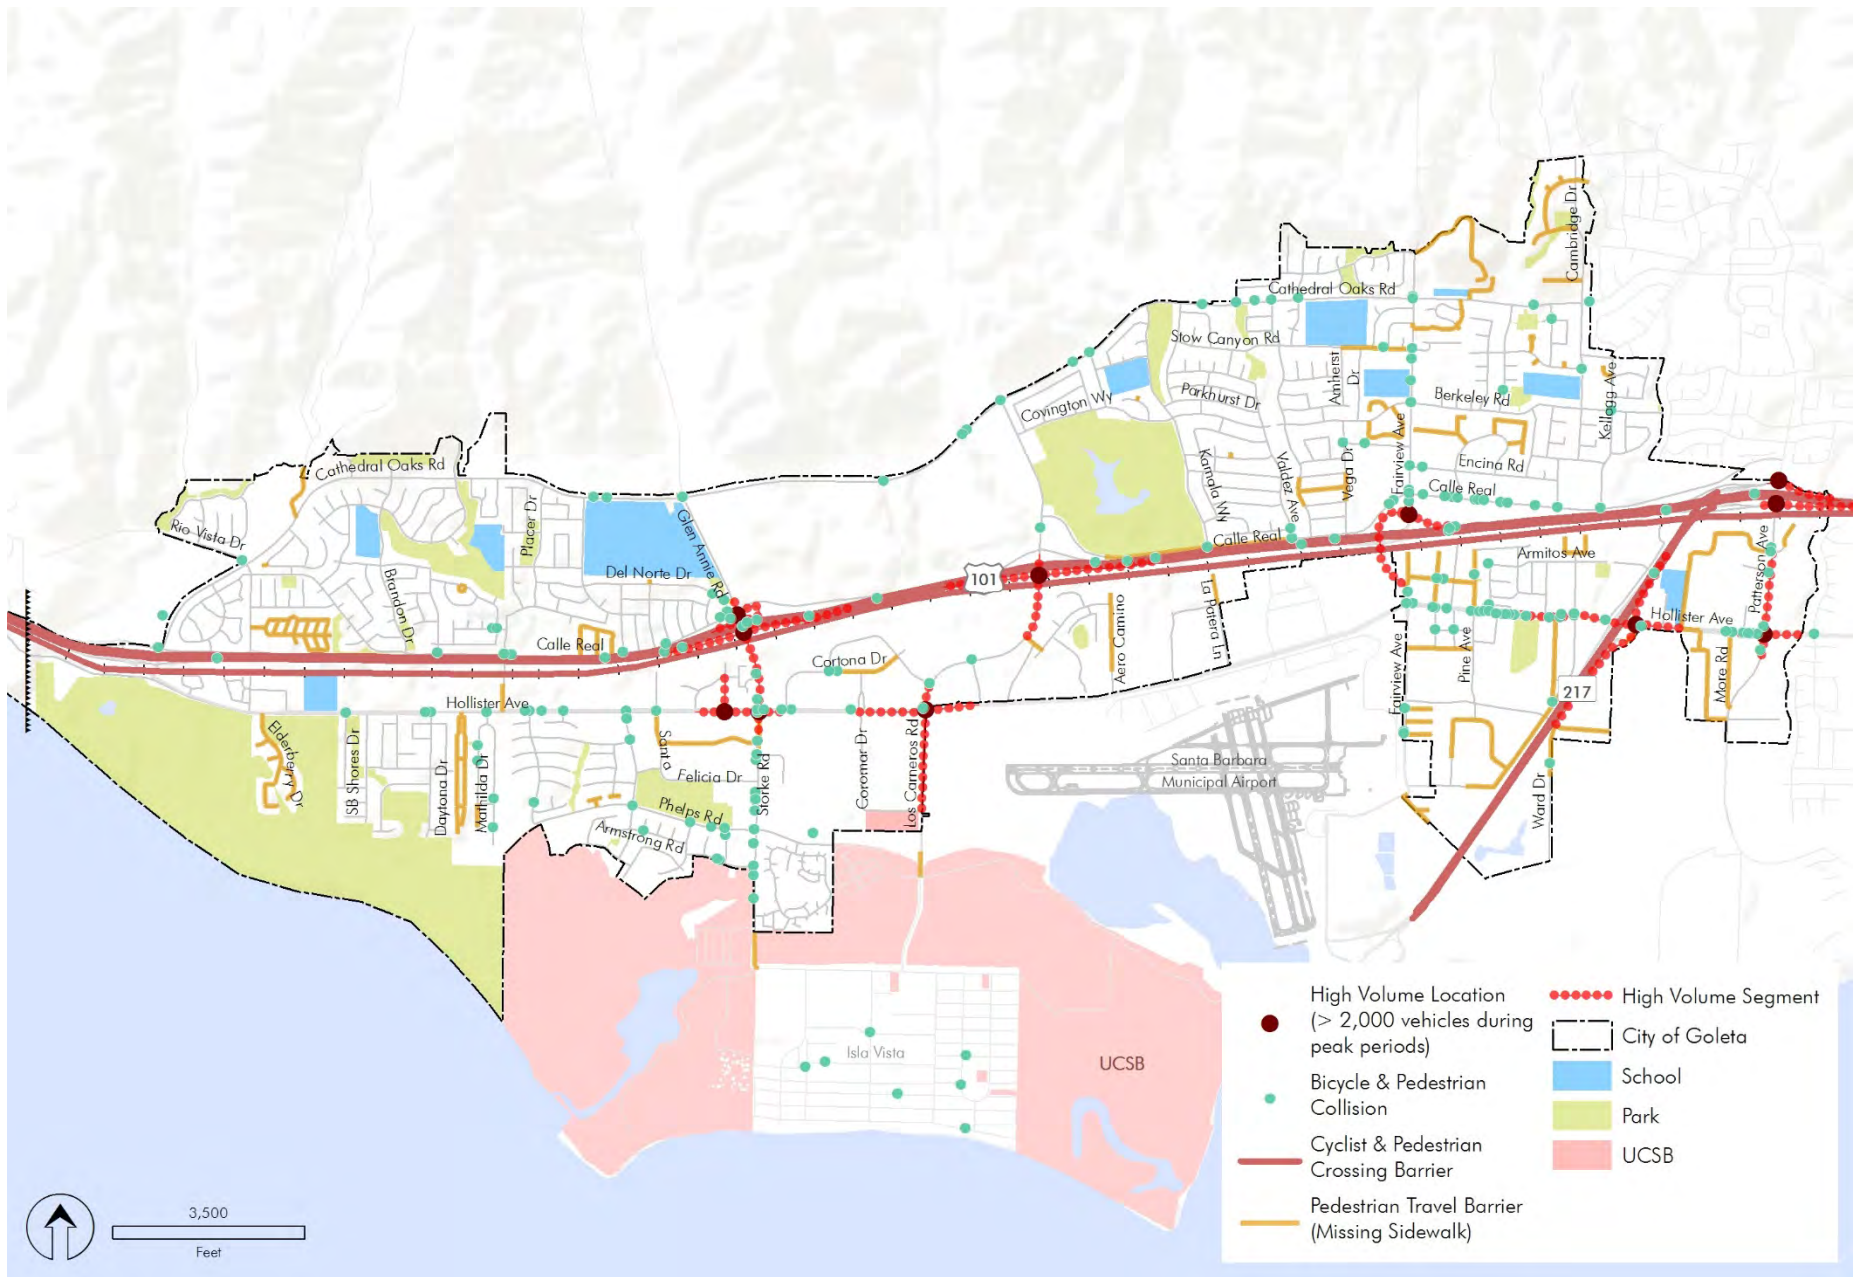 Cambridge Dr
Cathedral Oaks Rd
Stow Canyon Rd
Amherst
Dr
Parkhurst Dr
Covington Wy
Berkeley Rd
Kellogg Ave
Fairview Ave
Cathedral Oaks Rd
Encina Rd
Kamala Wy
Valdez Ave
Vega Dr
Calle Real
Placer Dr
Glen Annie Rd
Rio Vista Dr
Calle Real
Armitos Ave
Patterson Ave
101
Del Norte Dr
Brandon Dr
La Patera Ln
Aero Camino
Hollister Ave
Calle Real
Cortona Dr
Fairview Ave
Pine Ave
More Rd
217
Hollister Ave
Elderberry Dr
SB Shores Dr
Daytona Dr
Mathilda Dr
Santa
Felicia Dr
Storke Rd
Coromar Dr
Los Carneros Rd
Santa Barbara
Municipal Airport
Ward Dr
Phelps Rd
Armstrong Rd
Isla Vista
UCSB
High Volume Location
(> 2,000 vehicles during
peak periods)
Bicycle & Pedestrian
Collision
Cyclist & Pedestrian
Crossing Barrier
Pedestrian Travel Barrier
(Missing Sidewalk)
High Volume Segment
City of Goleta
School
Park
UCSB
3,500
Feet